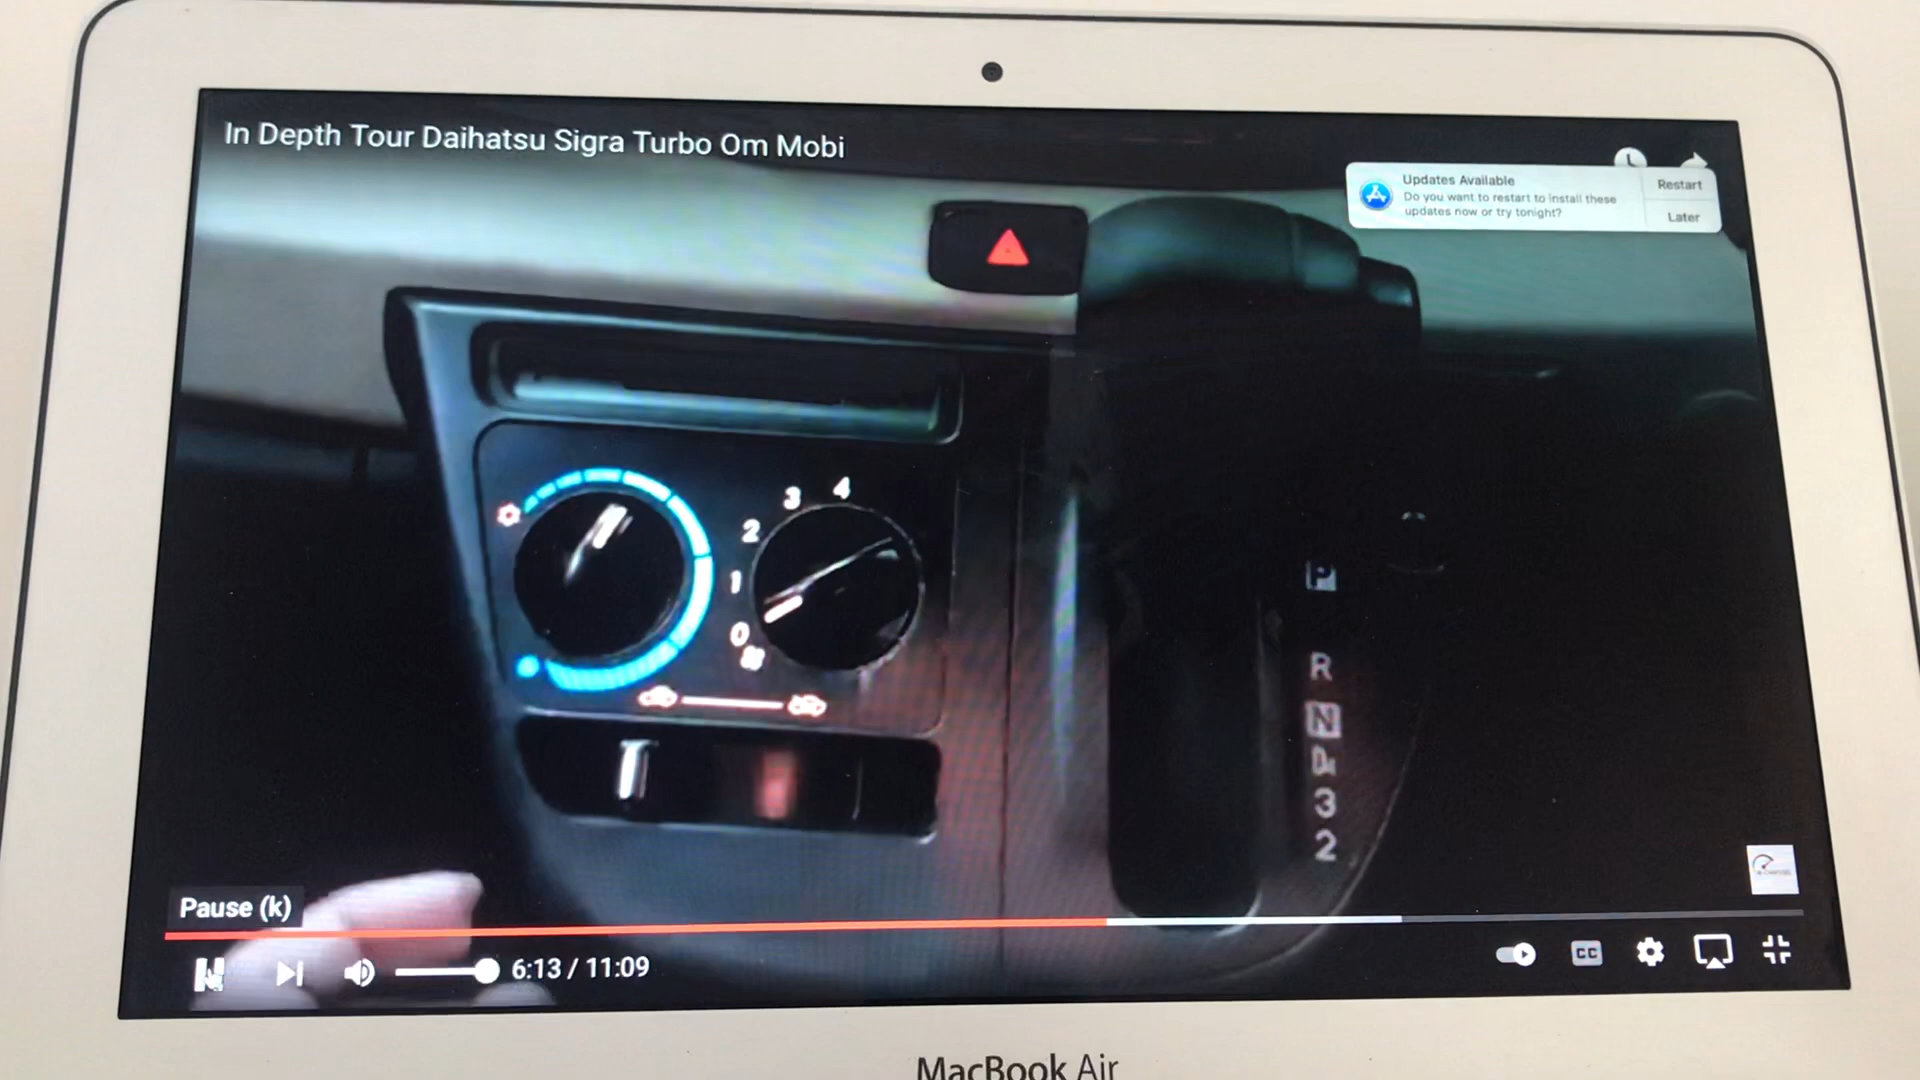 In Depth Tour Daihatsu Sigra Turbo Om Mobi
Updates Available
Do you want to restart to install these
updates now or try tonight?
Restart
Later
4
3
2
1
0
P
R
N
3
2
Pause (k)
6:13 / 11:09
CC
MacBook Air